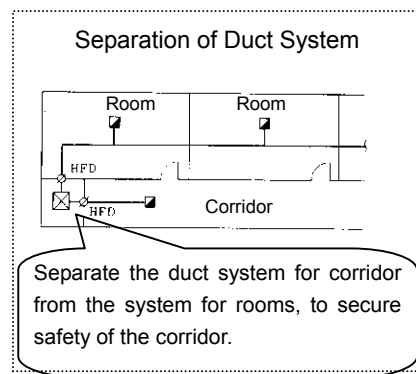 Separation of Duct System
Room Room
HFD
HFD Corridor
Separate the duct system for corridor
from the system for rooms, to secure
safety of the corridor.